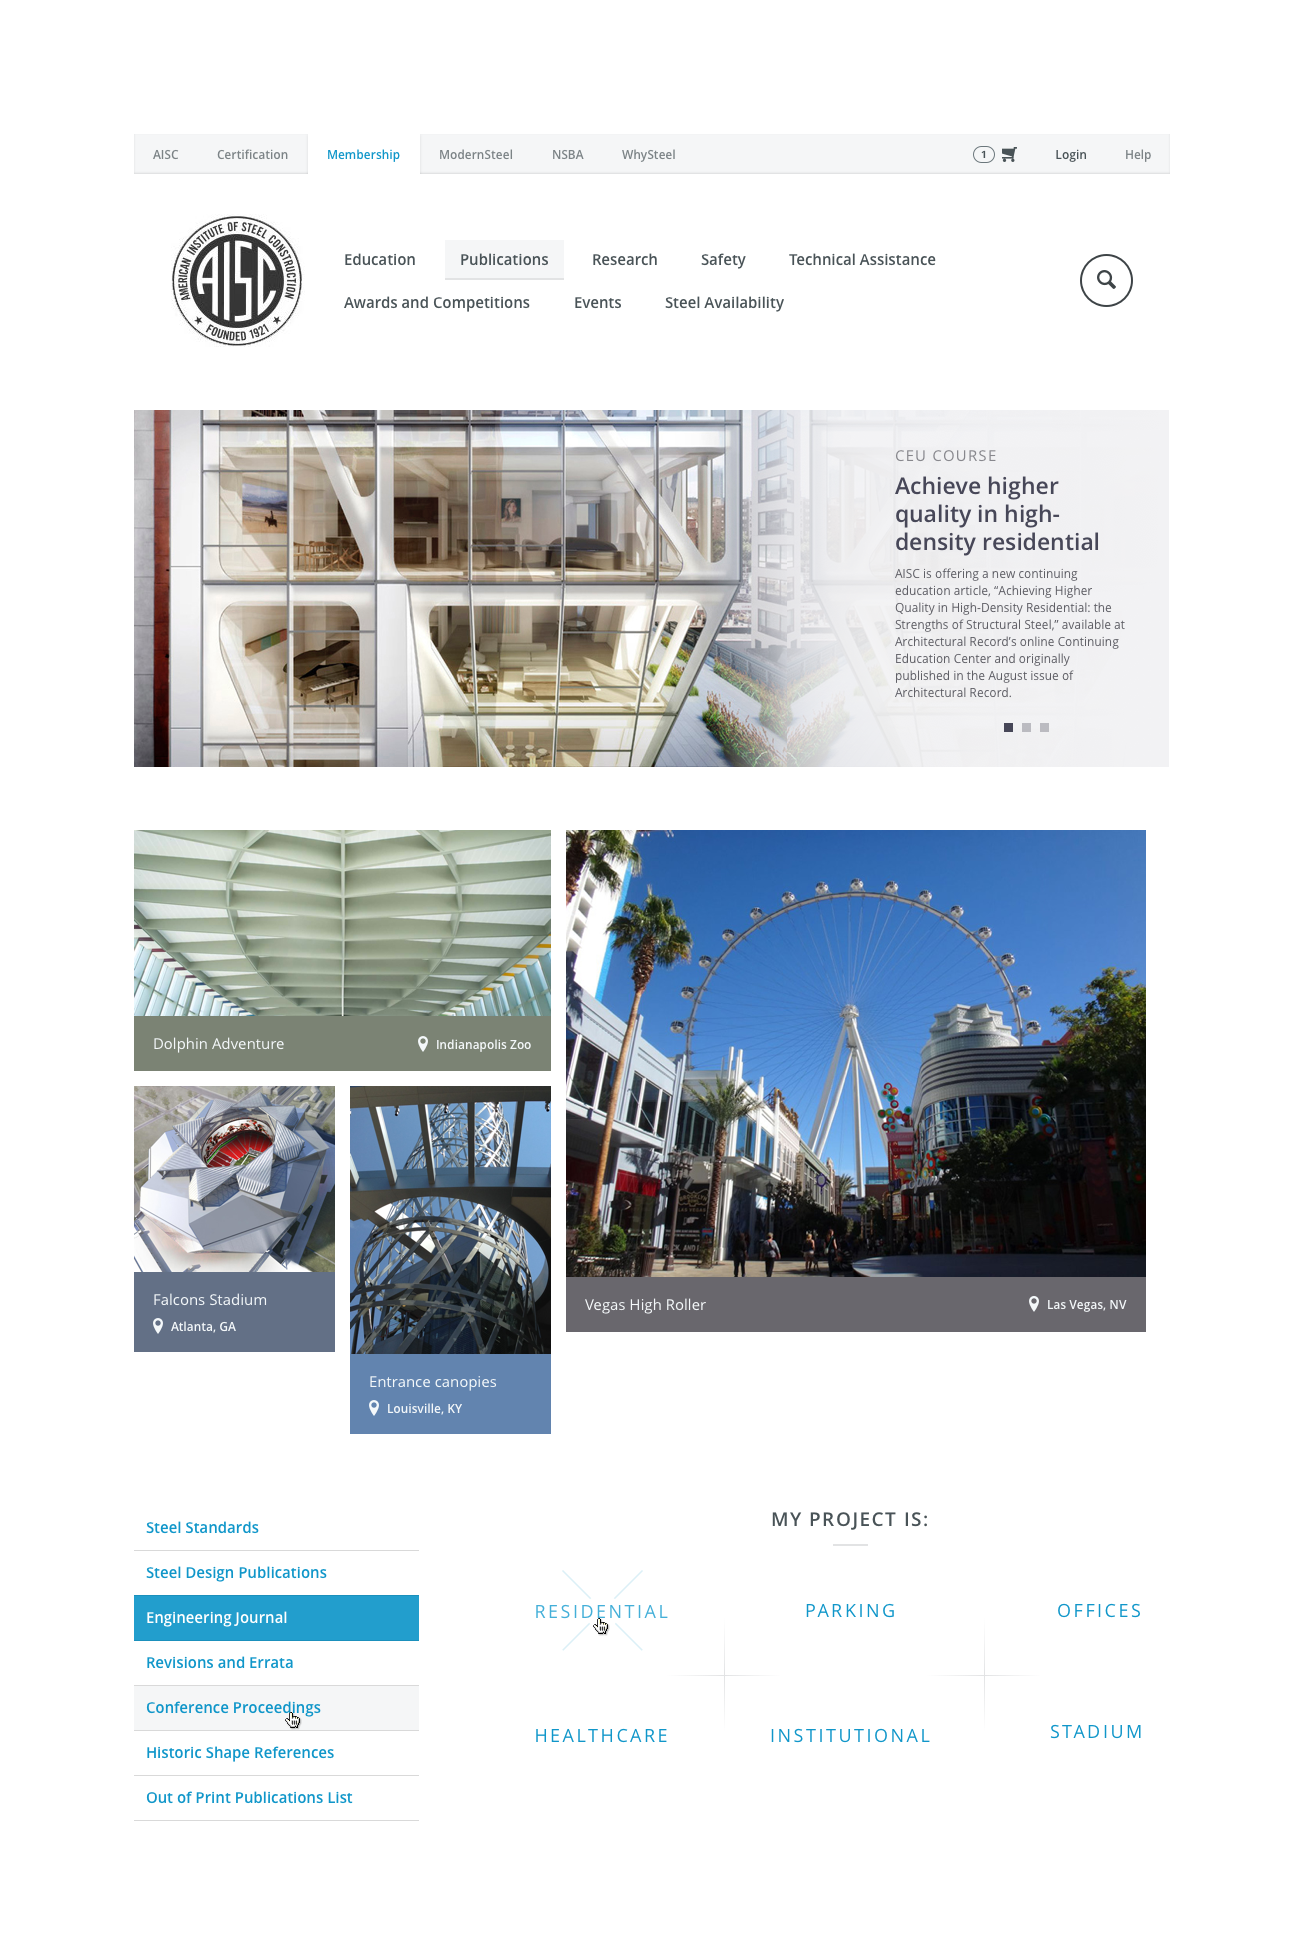 AISC Certification Membership ModernSteel NSBA WhySteel 1 Login Help
AMERICAN INSTITUTE OF STEEL CONSTRUCTION
AISC
★ FOUNDED 1921 ★
Education Publications Research Safety Technical Assistance
Awards and Competitions Events Steel Availability
CEU COURSE
Achieve higher
quality in high-
density residential
AISC is offering a new continuing
education article, “Achieving Higher
Quality in High-Density Residential: the
Strengths of Structural Steel,” available at
Architectural Record’s online Continuing
Education Center and originally
published in the August issue of
Architectural Record.
Dolphin Adventure Indianapolis Zoo
Falcons Stadium
Atlanta, GA
Entrance canopies
Louisville, KY
Vegas High Roller Las Vegas, NV
Steel Standards
Steel Design Publications
Engineering Journal
Revisions and Errata
Conference Proceedings
Historic Shape References
Out of Print Publications List
MY PROJECT IS:
RESIDENTIAL PARKING OFFICES
HEALTHCARE INSTITUTIONAL STADIUM